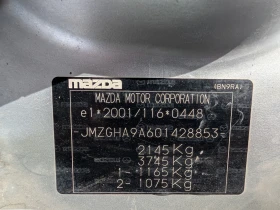 mazda
(BN9RA)
MAZDA MOTOR CORPORATION
e1*2001/116*0448
-JMZGHA9A601428853-
2145Kg
3745Kg
1- 1165Kg
2- 1075Kg